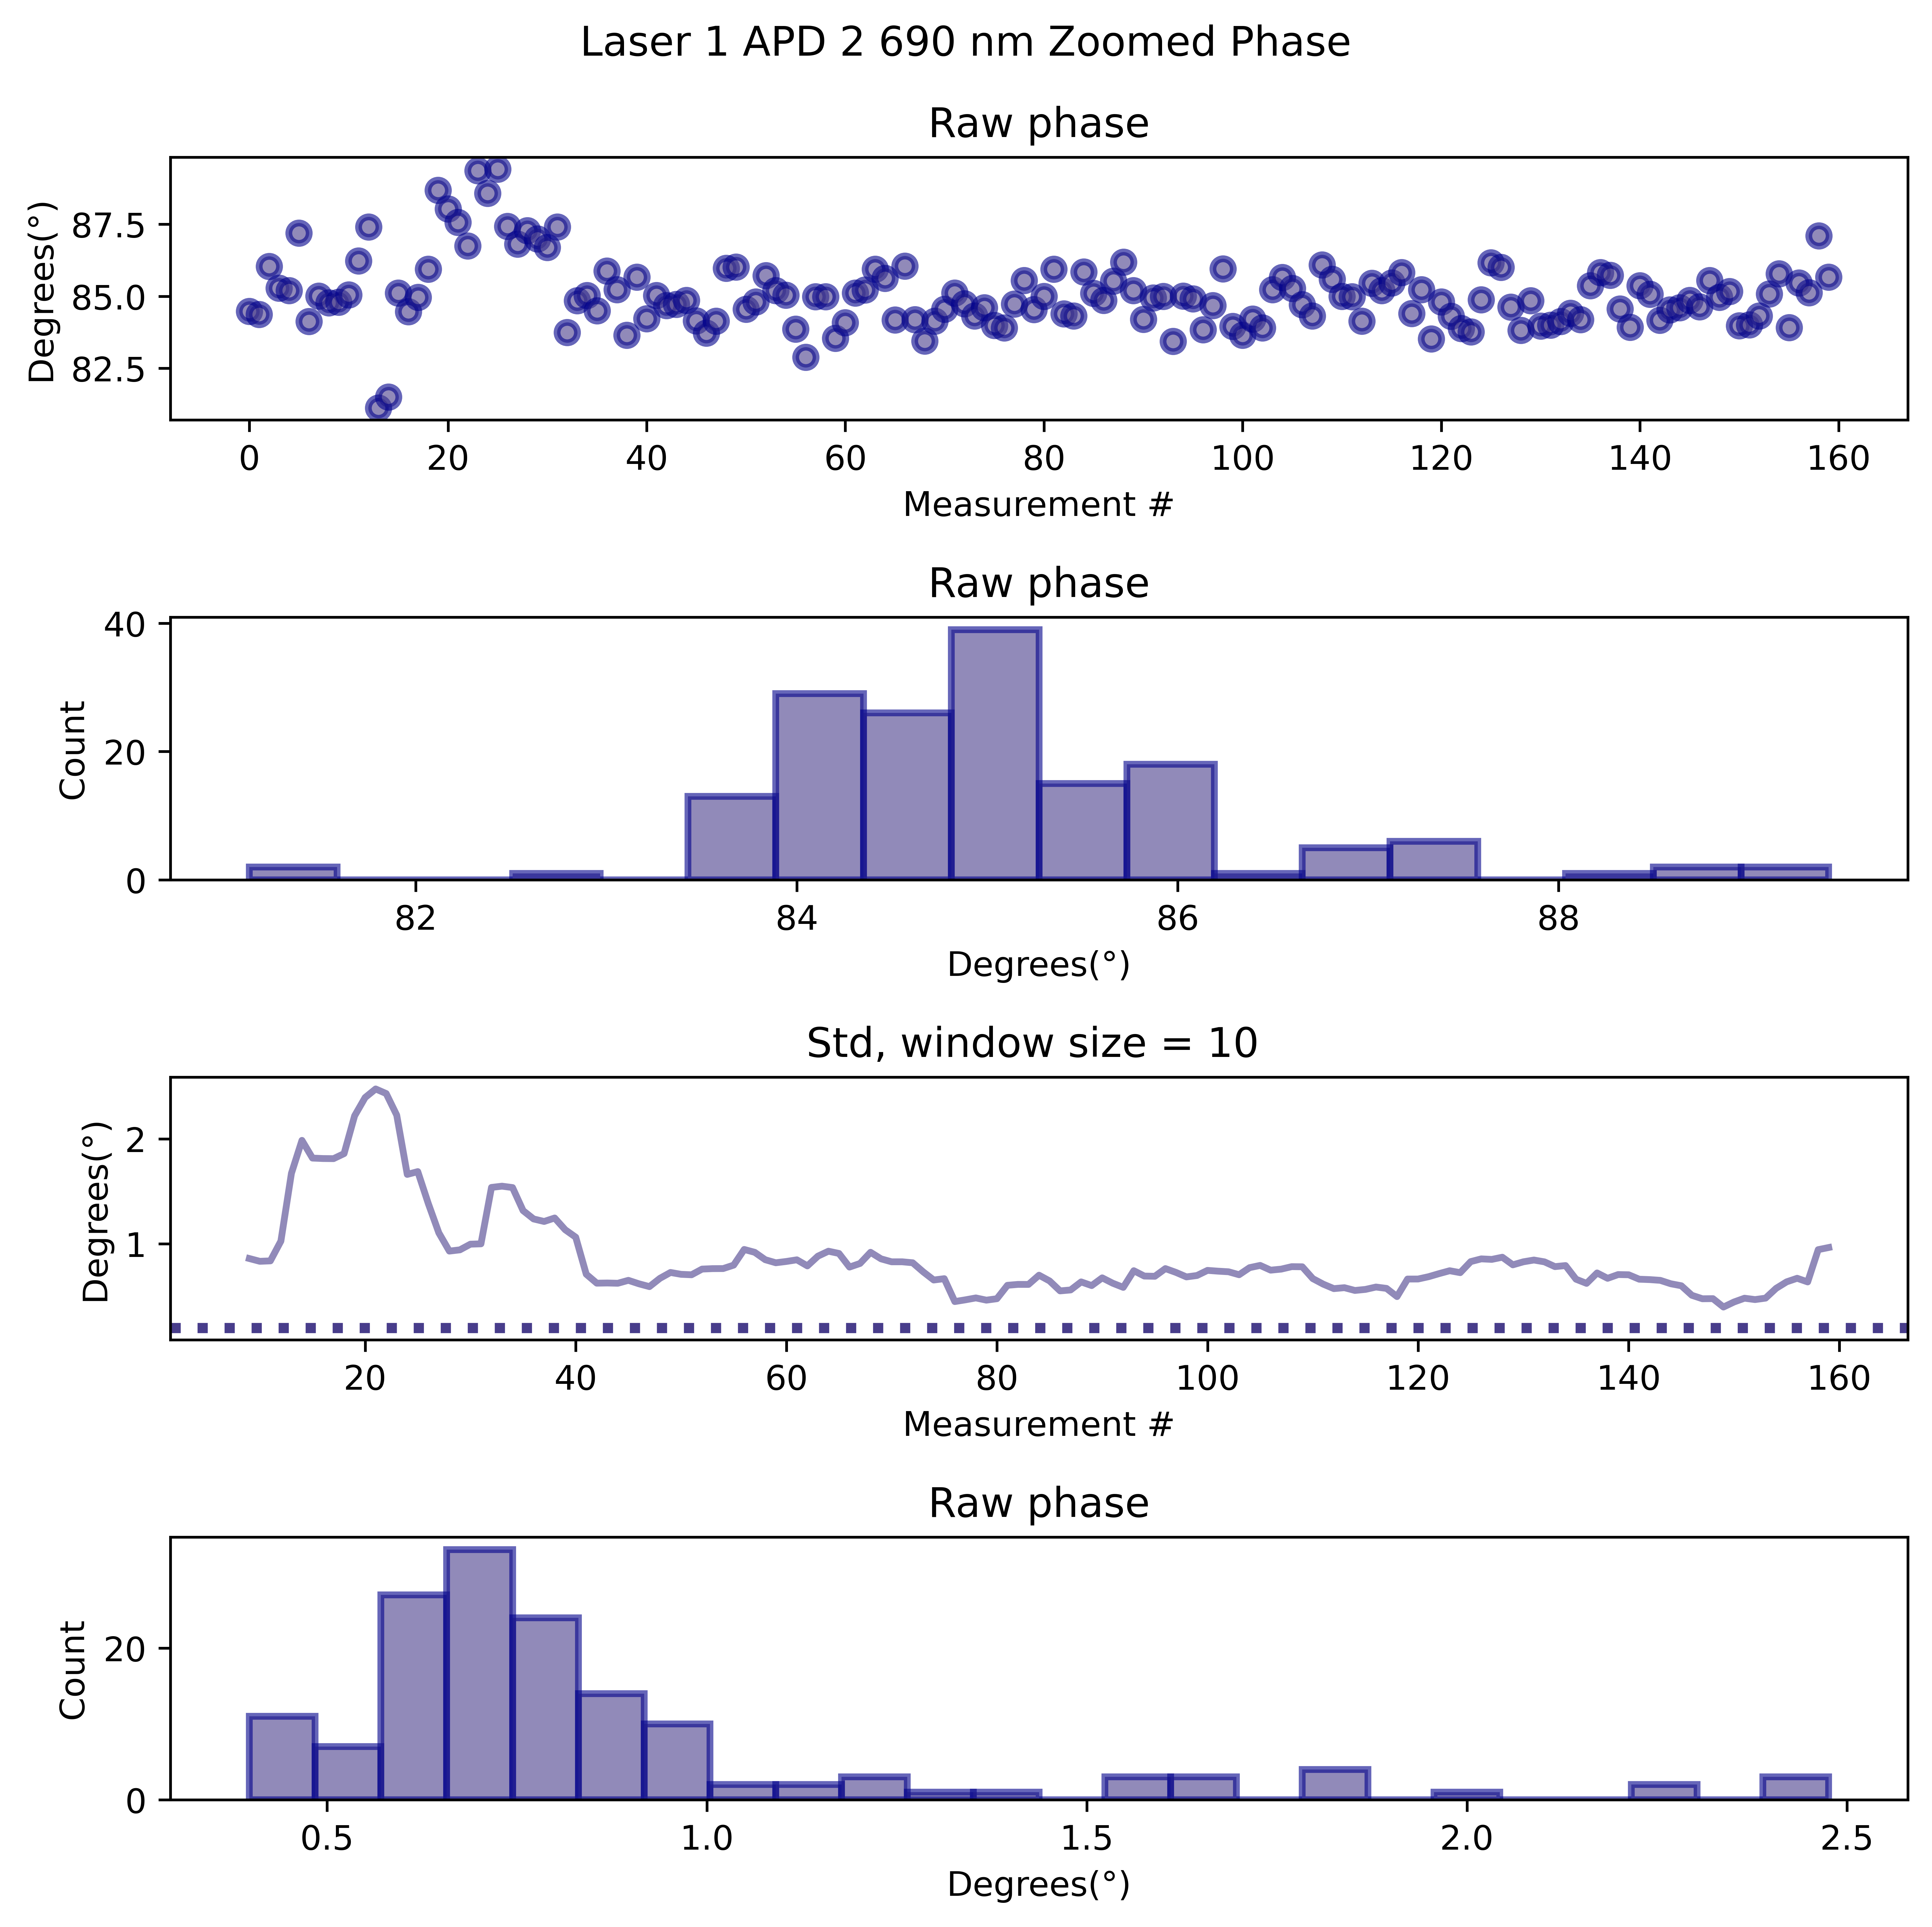 Laser 1 APD 2 690 nm Zoomed Phase
Raw phase
Degrees(°)
87.5
85.0
82.5
0 20 40 60 80 100 120 140 160
Measurement #
Raw phase
Count
40
20
0
82 84 86 88
Degrees(°)
Std, window size = 10
Degrees(°)
2
1
20 40 60 80 100 120 140 160
Measurement #
Raw phase
Count
20
0
0.5 1.0 1.5 2.0 2.5
Degrees(°)